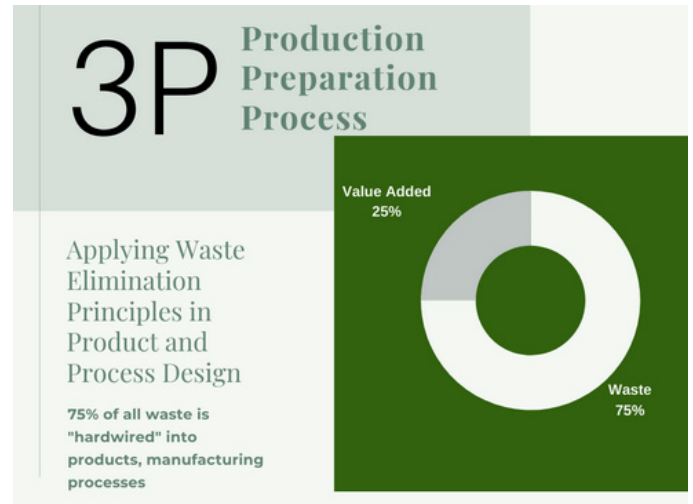 3P
Production
Preparation
Process
Applying Waste
Elimination
Principles in
Product and
Process Design
75% of all waste is
"hardwired" into
products, manufacturing
processes
Value Added
25%
Waste
75%